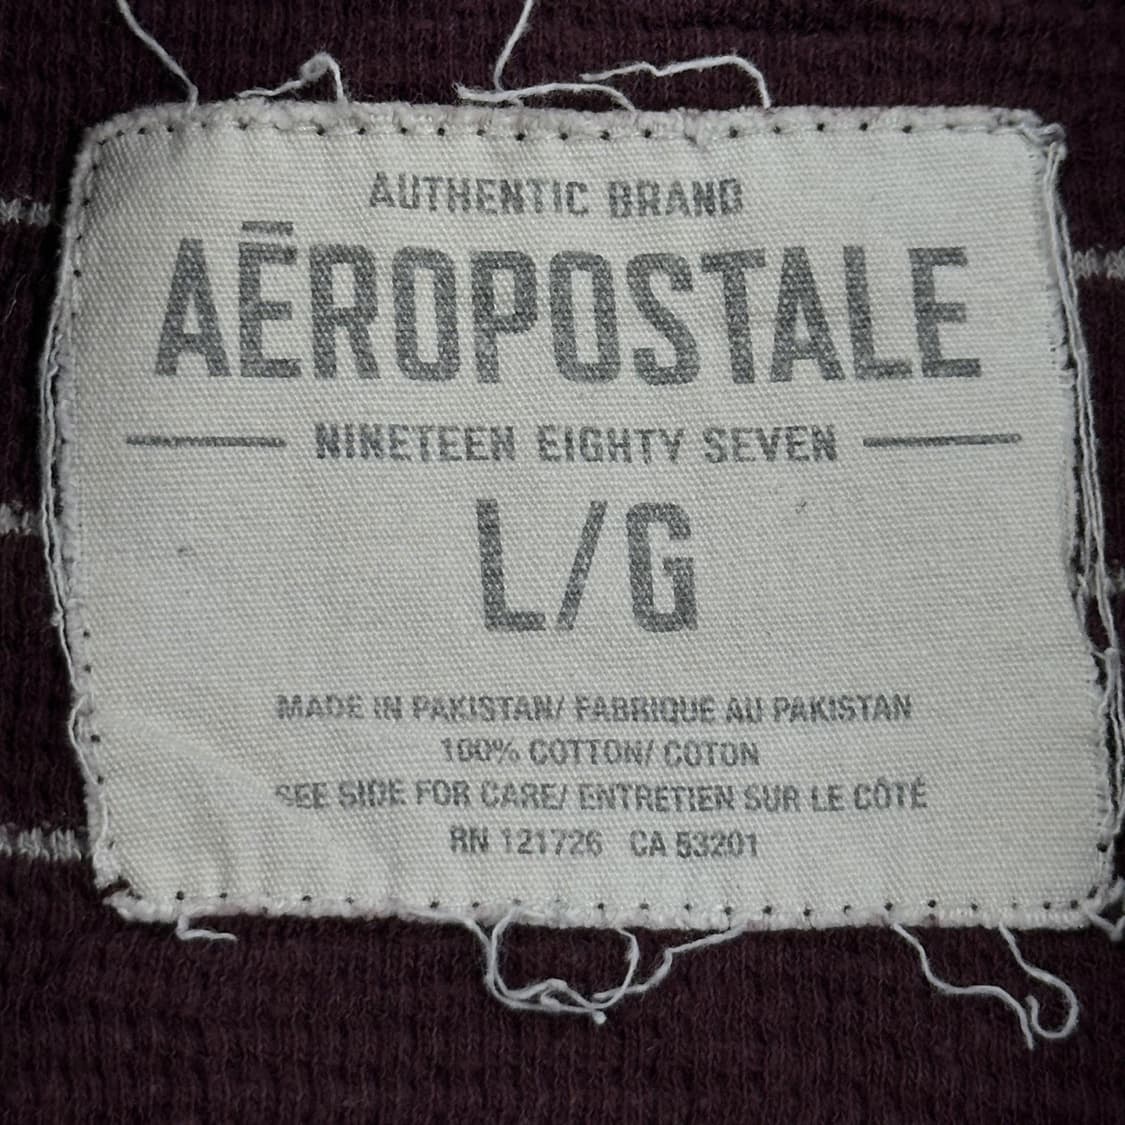 AUTHENTIC BRAND
AĒROPOSTALE
NINETEEN EIGHTY SEVEN
L/G
MADE IN PAKISTAN/ FABRIQUE AU PAKISTAN
100% COTTON/ COTON
SEE SIDE FOR CARE/ ENTRETIEN SUR LE CÔTÉ
RN 121726 CA 53201